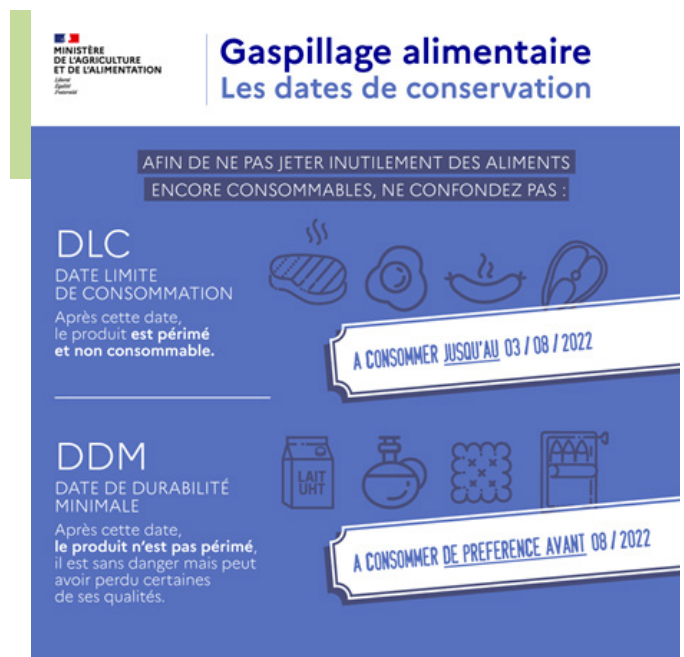 MINISTÈRE
DE L'AGRICULTURE
ET DE L'ALIMENTATION
Liberté
Égalité
Fraternité
Gaspillage alimentaire
Les dates de conservation
AFIN DE NE PAS JETER INUTILEMENT DES ALIMENTS
ENCORE CONSOMMABLES, NE CONFONDEZ PAS :
DLC
DATE LIMITE
DE CONSOMMATION
Après cette date,
le produit est périmé
et non consommable.
A CONSOMMER JUSQU'AU 03 / 08 / 2022
DDM
DATE DE DURABILITÉ
MINIMALE
Après cette date,
le produit n'est pas périmé,
il est sans danger mais peut
avoir perdu certaines
de ses qualités.
LAIT
UHT
A CONSOMMER DE PREFERENCE AVANT 08 / 2022